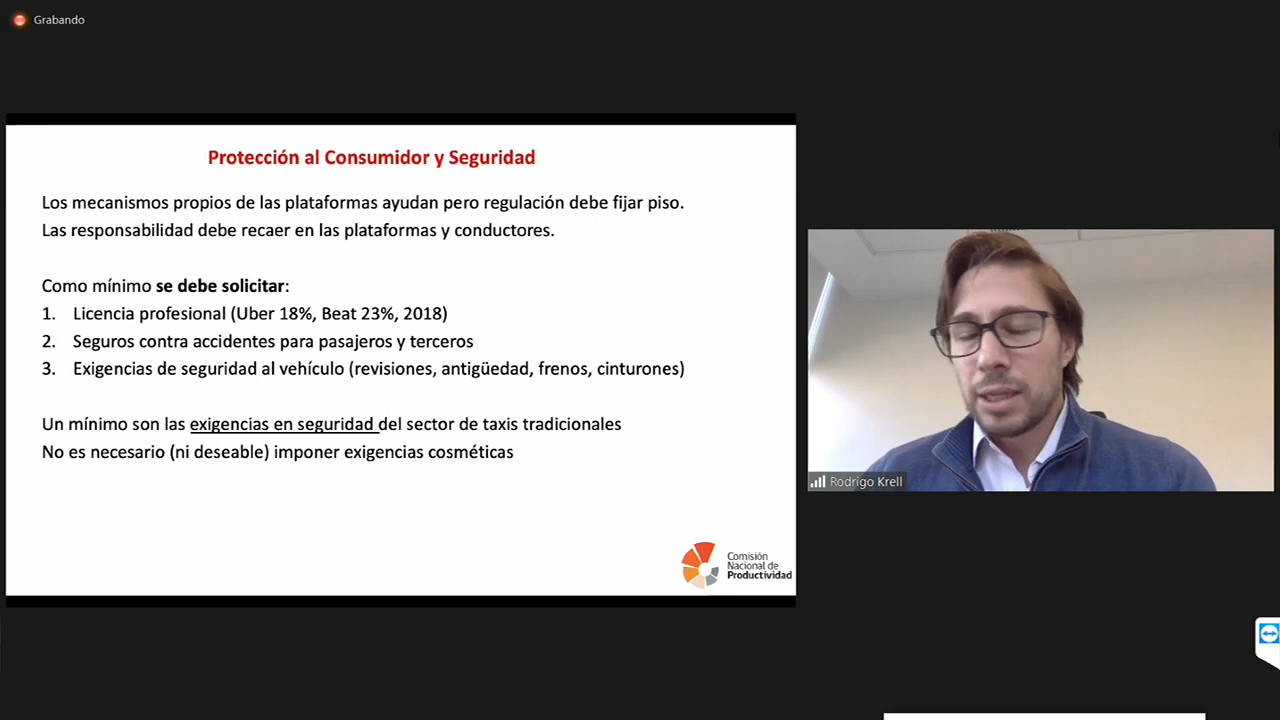 Grabando
Protección al Consumidor y Seguridad
Los mecanismos propios de las plataformas ayudan pero regulación debe fijar piso.
Las responsabilidad debe recaer en las plataformas y conductores.
Como mínimo se debe solicitar:
1. Licencia profesional (Uber 18%, Beat 23%, 2018)
2. Seguros contra accidentes para pasajeros y terceros
3. Exigencias de seguridad al vehículo (revisiones, antigüedad, frenos, cinturones)
Un mínimo son las exigencias en seguridad del sector de taxis tradicionales
No es necesario (ni deseable) imponer exigencias cosméticas
Comisión
Nacional de
Productividad
Rodrigo Krell